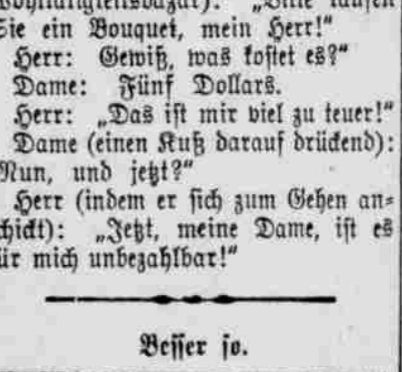 Sie ein Bouquet, mein Herr!“
Herr: Gewiß, was kostet es?“
Dame: Fünf Dollars.
Herr: „Das ist mir viel zu teuer!“
Dame (einen Kuß darauf drückend):
Nun, und jetzt?“
Herr (indem er sich zum Gehen an=
schickt): „Jetzt, meine Dame, ist es
für mich unbezahlbar!“
Besser so.